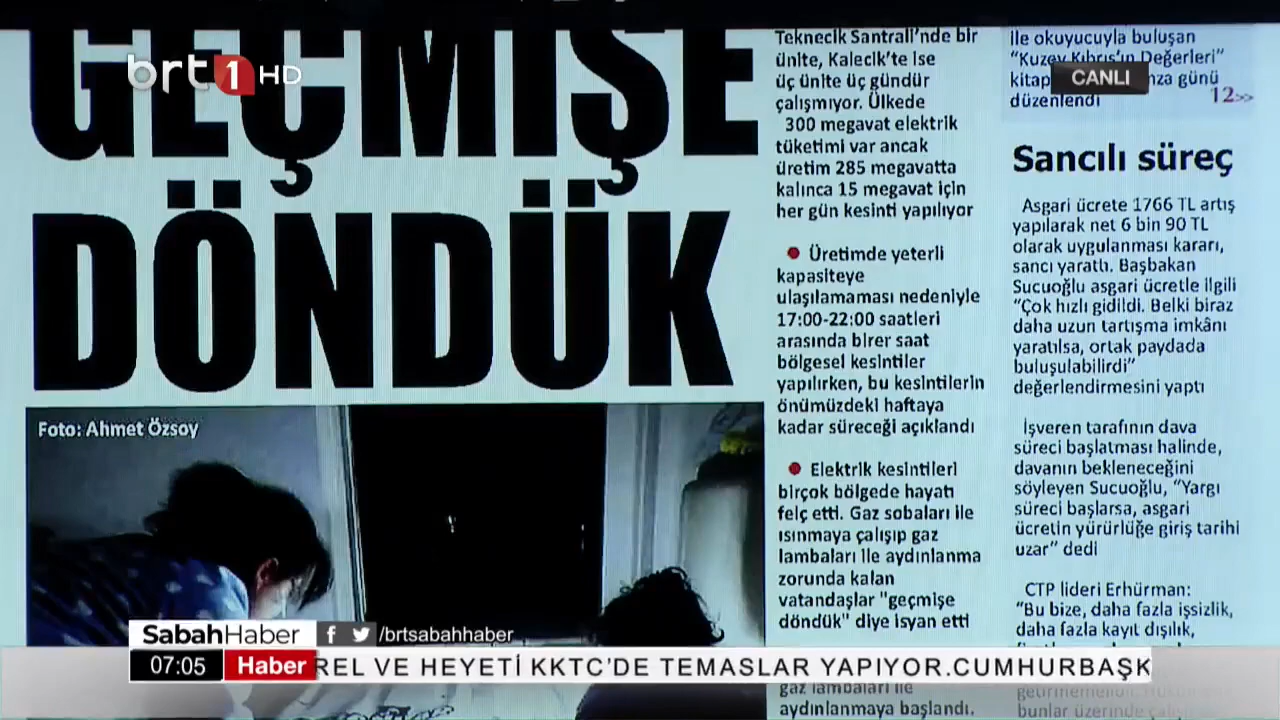 brt 1 HD
CANLI
GEÇMİŞE
DÖNDÜK
Foto: Ahmet Özsoy
Teknecik Santrali’nde bir
ünite, Kalecik’te ise
üç ünite üç gündür
çalışmıyor. Ülkede
300 megavat elektrik
tüketimi var ancak
üretim 285 megavatta
kalınca 15 megavat için
her gün kesinti yapılıyor
● Üretimde yeterli
kapasiteye
ulaşılamaması nedeniyle
17:00-22:00 saatleri
arasında birer saat
bölgesel kesintiler
yapılırken, bu kesintilerin
önümüzdeki haftaya
kadar süreceği açıklandı
● Elektrik kesintileri
birçok bölgede hayatı
felç etti. Gaz sobaları ile
ısınmaya çalışıp gaz
lambaları ile aydınlanma
zorunda kalan
vatandaşlar "geçmişe
döndük" diye isyan etti
gaz lambaları ile
aydınlanmaya başlandı.
ile okuyucuyla buluşan
“Kuzey Kıbrıs’ın Değerleri”
kitap nza günü
düzenlendi
12>>
Sancılı süreç
Asgari ücrete 1766 TL artış
yapılarak net 6 bin 90 TL
olarak uygulanması kararı,
sancı yarattı. Başbakan
Sucuoğlu asgari ücretle ilgili
“Çok hızlı gidildi. Belki biraz
daha uzun tartışma imkânı
yaratılsa, ortak paydada
buluşulabilirdi”
değerlendirmesini yaptı
İşveren tarafının dava
süreci başlatması halinde,
davanın bekleneceğini
söyleyen Sucuoğlu, “Yargı
süreci başlarsa, asgari
ücretin yürürlüğe giriş tarihi
uzar” dedi
CTP lideri Erhürman:
“Bu bize, daha fazla işsizlik,
daha fazla kayıt dışılık,
SabahHaber
f /brtsabahhaber
07:05 Haber REL VE HEYETİ KKTC’DE TEMASLAR YAPIYOR.CUMHURBAŞK